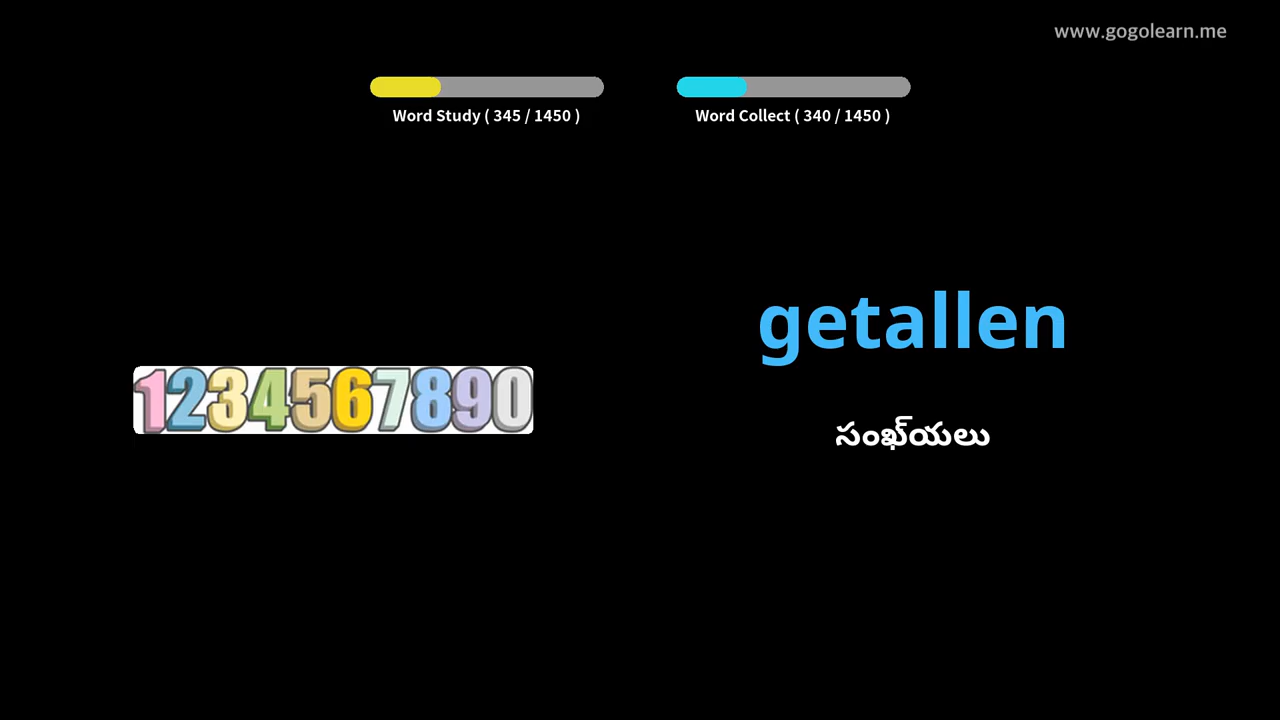 www.gogolearn.me
Word Study ( 345 / 1450 )
Word Collect ( 340 / 1450 )
getallen
1234567890
సంఖ్యలు